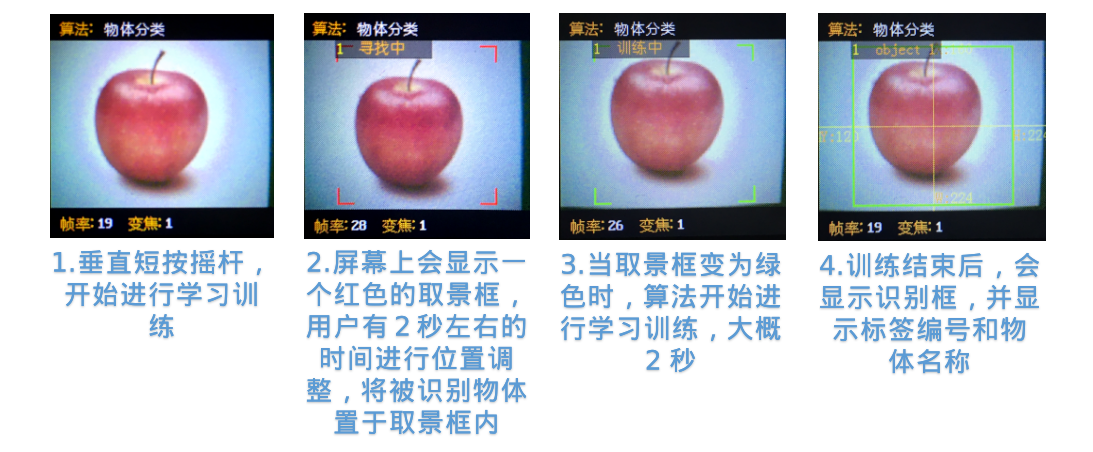 算法: 物体分类
帧率:19 变焦:1
1.垂直短按摇杆，
开始进行学习训
练
算法: 物体分类
1 寻找中
帧率:28 变焦:1
2.屏幕上会显示一
个红色的取景框，
用户有2秒左右的
时间进行位置调
整，将被识别物体
置于取景框内
算法: 物体分类
1 训练中
帧率:26 变焦:1
3.当取景框变为绿
色时，算法开始进
行学习训练，大概
2 秒
算法: 物体分类
1 object 1
帧率:19 变焦:1
4.训练结束后，会
显示识别框，并显
示标签编号和物
体名称